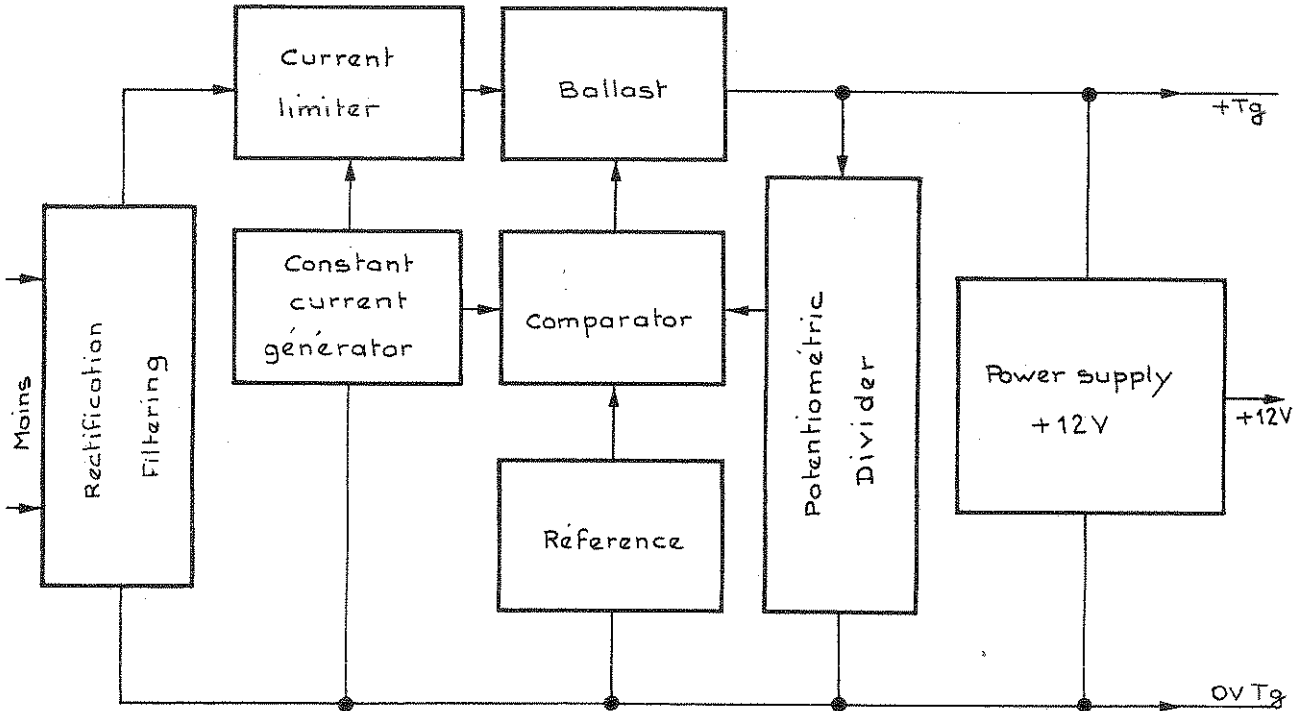 Current
limiter
Ballast
+Tg
Moins
Rectification
Filtering
Constant
current
générator
Comparator
Potentiométric
Divider
Power supply
+12V
+12V
Réference
0V Tg